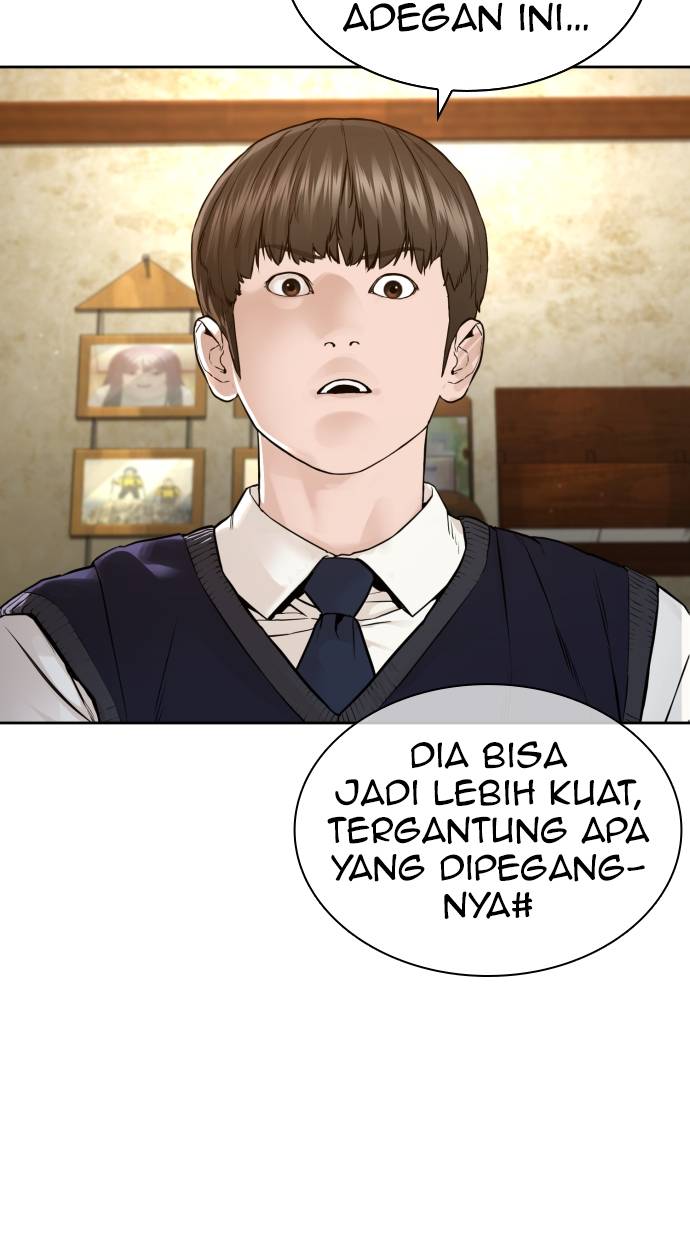 ADEGAN INI...
DIA BISA
JADI LEBIH KUAT,
TERGANTUNG APA
YANG DIPEGANG-
NYA#